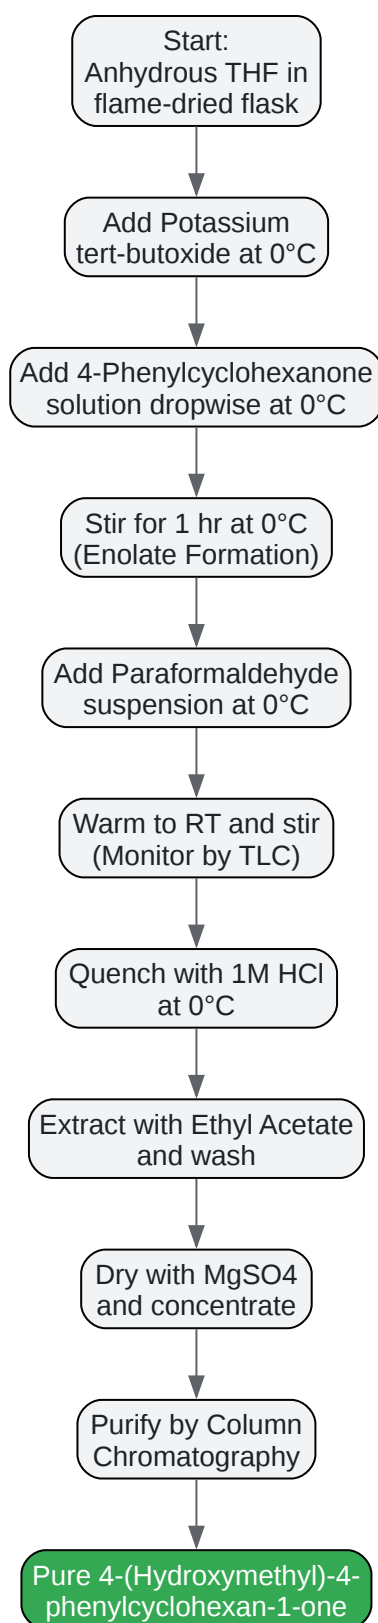 Start:
Anhydrous THF in
flame-dried flask
Add Potassium
tert-butoxide at 0°C
Add 4-Phenylcyclohexanone
solution dropwise at 0°C
Stir for 1 hr at 0°C
(Enolate Formation)
Add Paraformaldehyde
suspension at 0°C
Warm to RT and stir
(Monitor by TLC)
Quench with 1M HCl
at 0°C
Extract with Ethyl Acetate
and wash
Dry with MgSO4
and concentrate
Purify by Column
Chromatography
Pure 4-(Hydroxymethyl)-4-
phenylcyclohexan-1-one